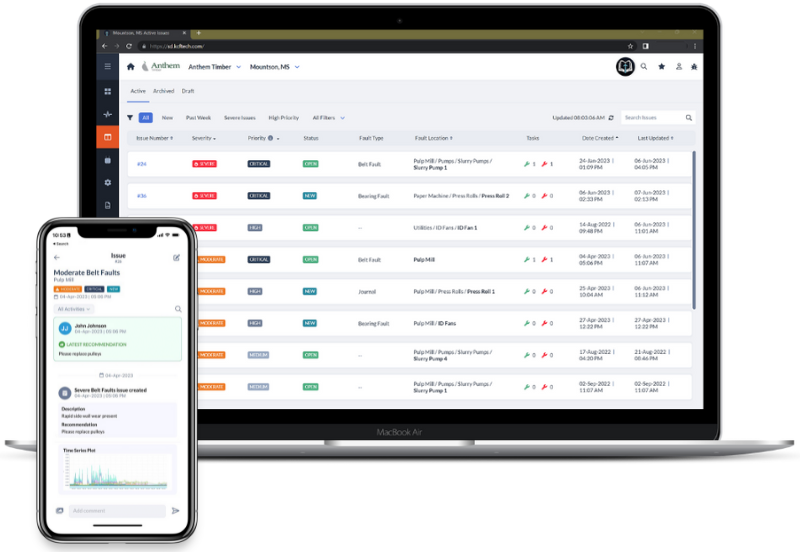 Mountson, MS Active Issues
https://sd.kcftech.com/
Anthem
Anthem Timber
Mountson, MS
Active Archived Draft
All New Past Week Severe Issues High Priority All Filters
Updated 08:03:06 AM
Search Issues
Issue Number Severity Priority Status Fault Type Fault Location Tasks Date Created Last Updated
#24 SEVERE CRITICAL OPEN Belt Fault Pulp Mill / Pumps / Slurry Pumps / Slurry Pump 1 1 1 24-Jan-2023 | 01:09 PM 06-Jun-2023 | 04:05 PM
#36 SEVERE CRITICAL NEW Bearing Fault Paper Machine / Press Rolls / Press Roll 2 0 0 06-Jun-2023 | 02:33 PM 07-Jun-2023 | 02:13 PM
SEVERE HIGH OPEN -- Utilities / ID Fans / ID Fan 1 0 0 14-Aug-2022 | 09:48 PM 06-Jun-2023 | 11:01 AM
MODERATE CRITICAL OPEN Belt Fault Pulp Mill 1 1 04-Apr-2023 | 05:06 PM 06-Jun-2023 | 11:07 AM
MODERATE HIGH NEW Journal Pulp Mill / Press Rolls / Press Roll 1 0 0 25-Apr-2023 | 10:04 AM 06-Jun-2023 | 11:12 AM
MODERATE HIGH NEW Bearing Fault Pulp Mill / ID Fans 0 0 27-Apr-2023 | 12:22 PM 27-Apr-2023 | 12:22 PM
MODERATE MEDIUM OPEN -- Pulp Mill / Pumps / Slurry Pumps / Slurry Pump 4 0 0 17-Aug-2022 | 04:20 PM 21-Aug-2022 | 08:46 PM
MODERATE MEDIUM OPEN -- Pulp Mill / Pumps / Slurry Pumps / Slurry Pump 1 0 0 02-Sep-2022 | 11:07 AM 02-Sep-2022 | 11:07 AM
MacBook Air
10:53
Search
Issue
Moderate Belt Faults
Pulp Mill
MODERATE CRITICAL NEW
04-Apr-2023 | 05:06 PM
All Activities
JJ
John Johnson
04-Apr-2023 | 05:06 PM
LATEST RECOMMENDATION
Please replace pulleys
04-Apr-2023
Severe Belt Faults issue created
04-Apr-2023 | 05:06 PM
Description
Rapid side wall wear present
Recommendation
Please replace pulleys
Time Series Plot
Add comment